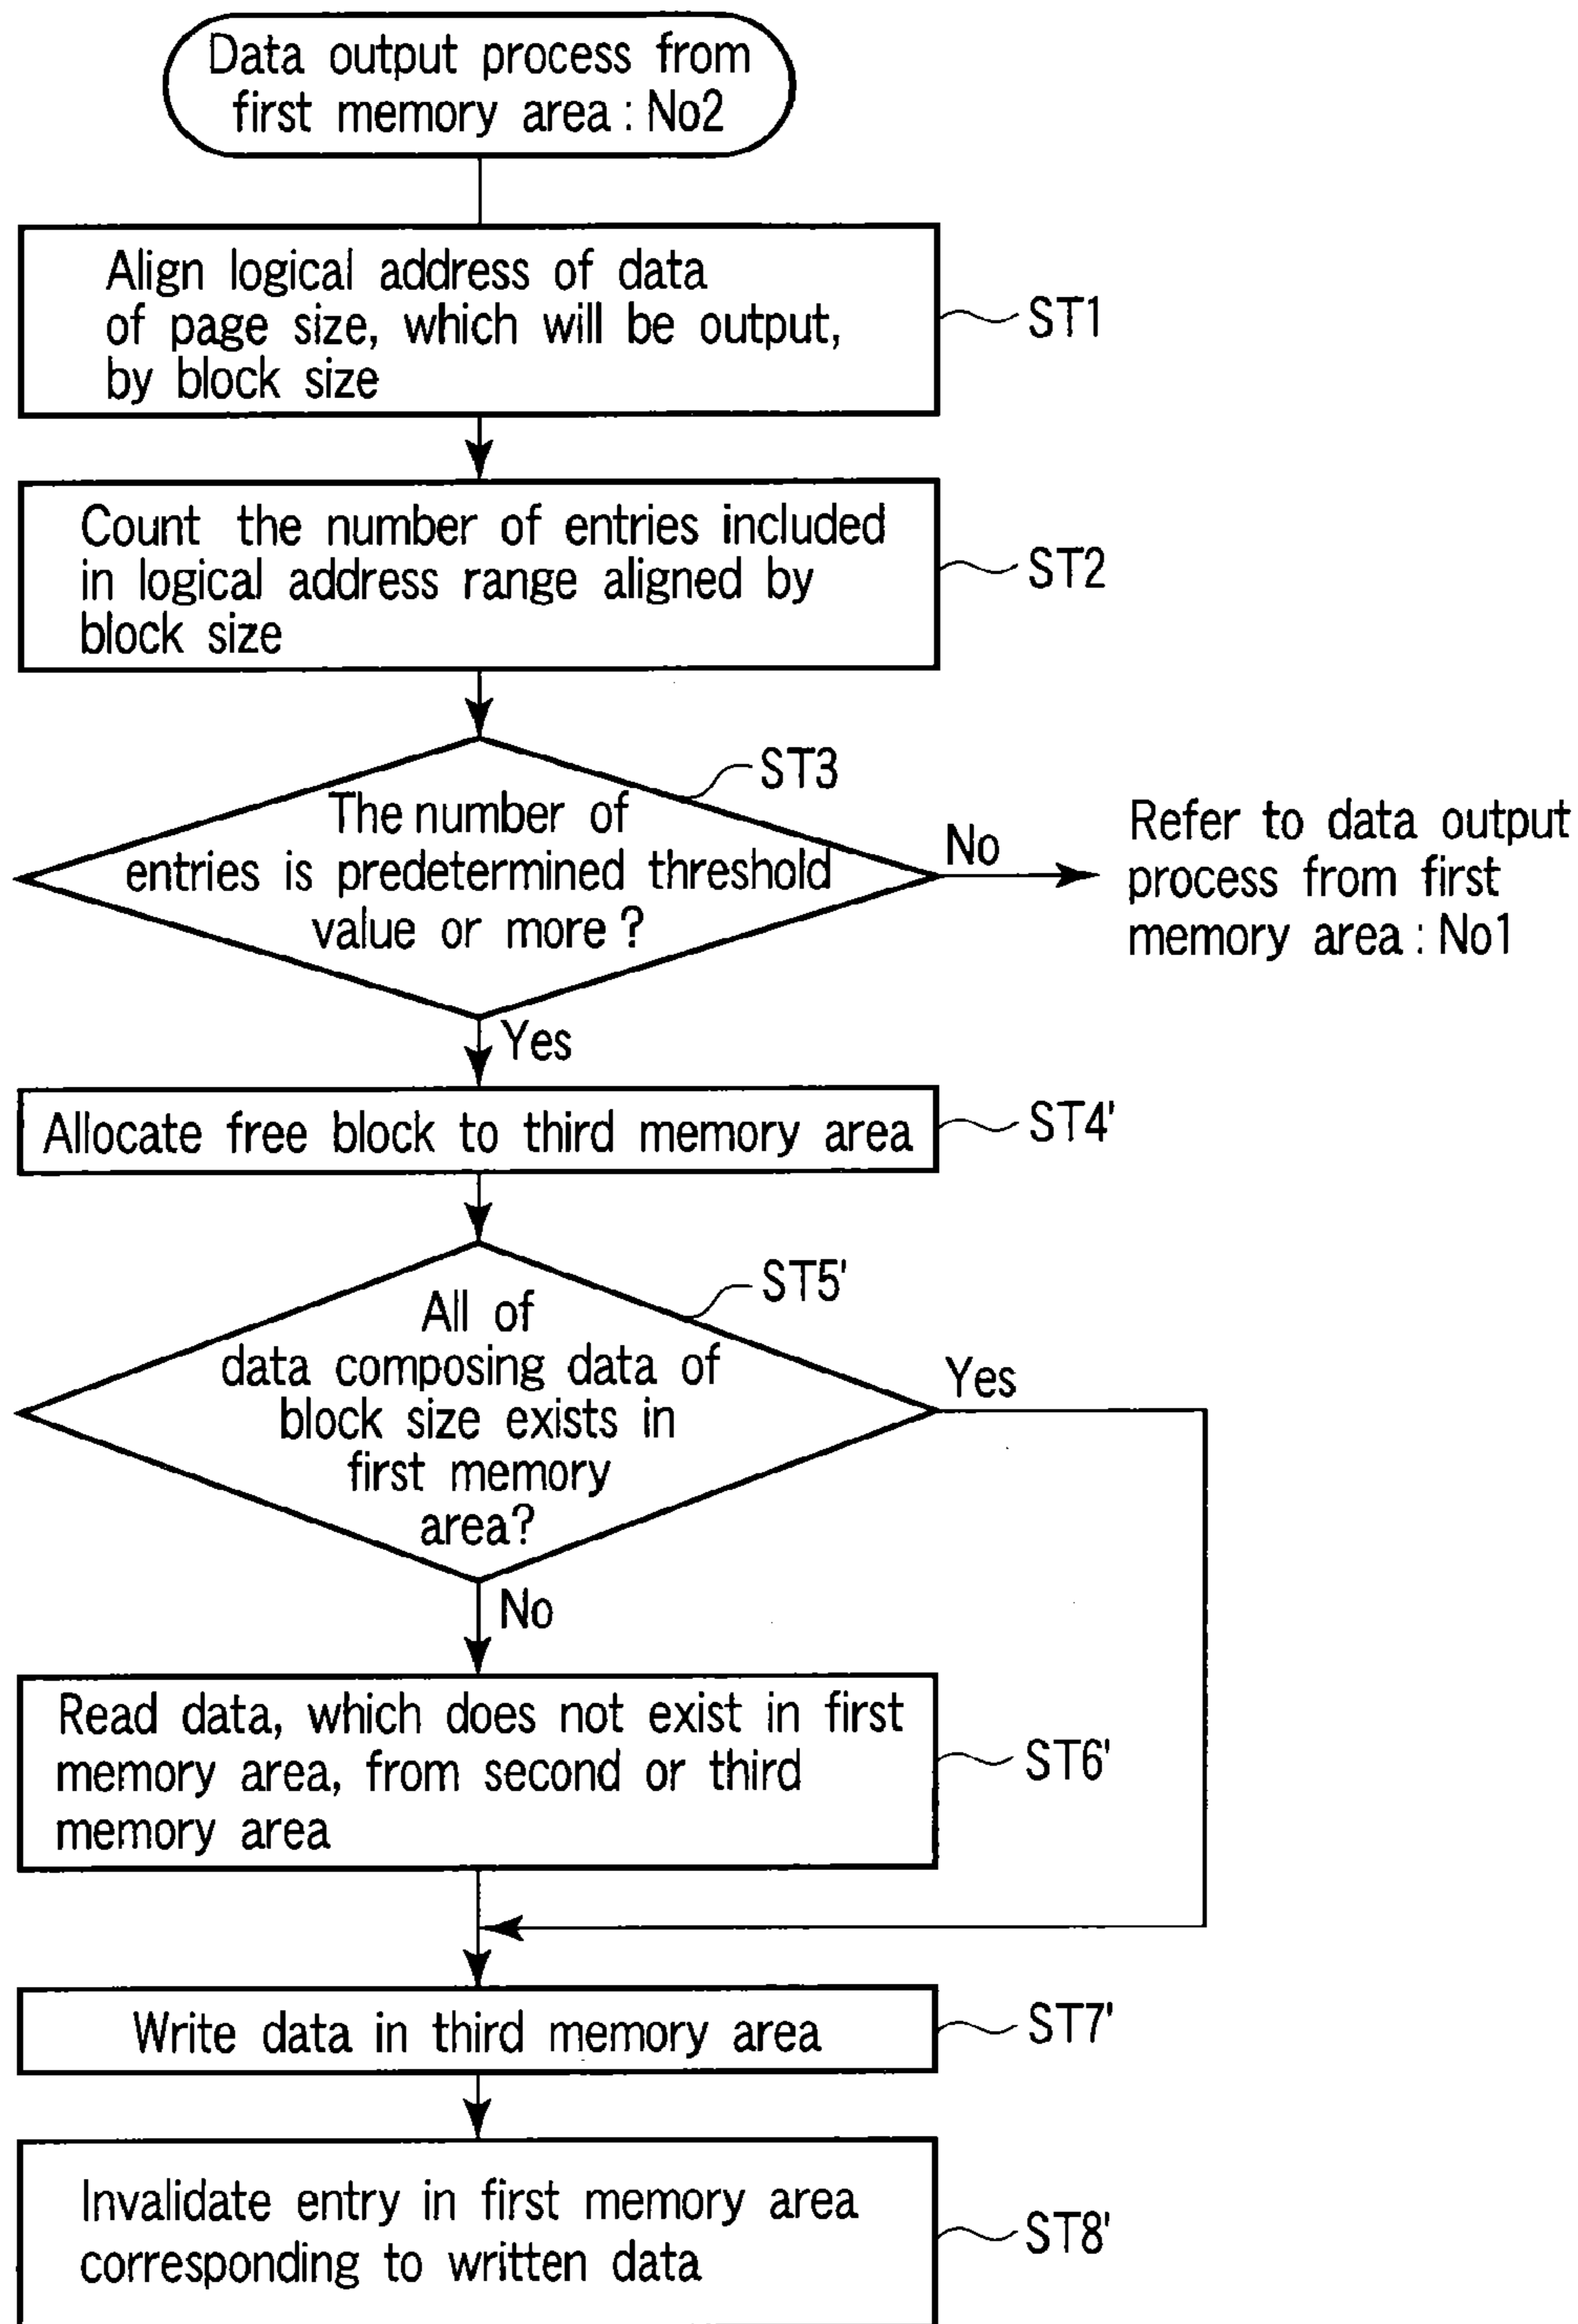 Data output process from
first memory area : No2
Align logical address of data
of page size, which will be output,
by block size
ST1
Count the number of entries included
in logical address range aligned by
block size
ST2
ST3
The number of
entries is predetermined threshold
value or more ?
No
Refer to data output
process from first
memory area : No1
Yes
Allocate free block to third memory area
ST4'
ST5'
All of
data composing data of
block size exists in
first memory
area?
Yes
No
Read data, which does not exist in first
memory area, from second or third
memory area
ST6'
Write data in third memory area
ST7'
Invalidate entry in first memory area
corresponding to written data
ST8'